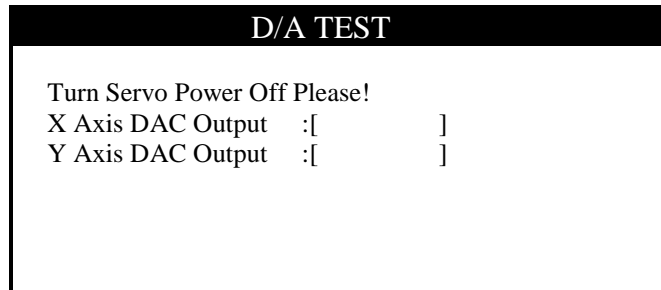 D/A TEST
Turn Servo Power Off Please!
X Axis DAC Output :[ ]
Y Axis DAC Output :[ ]